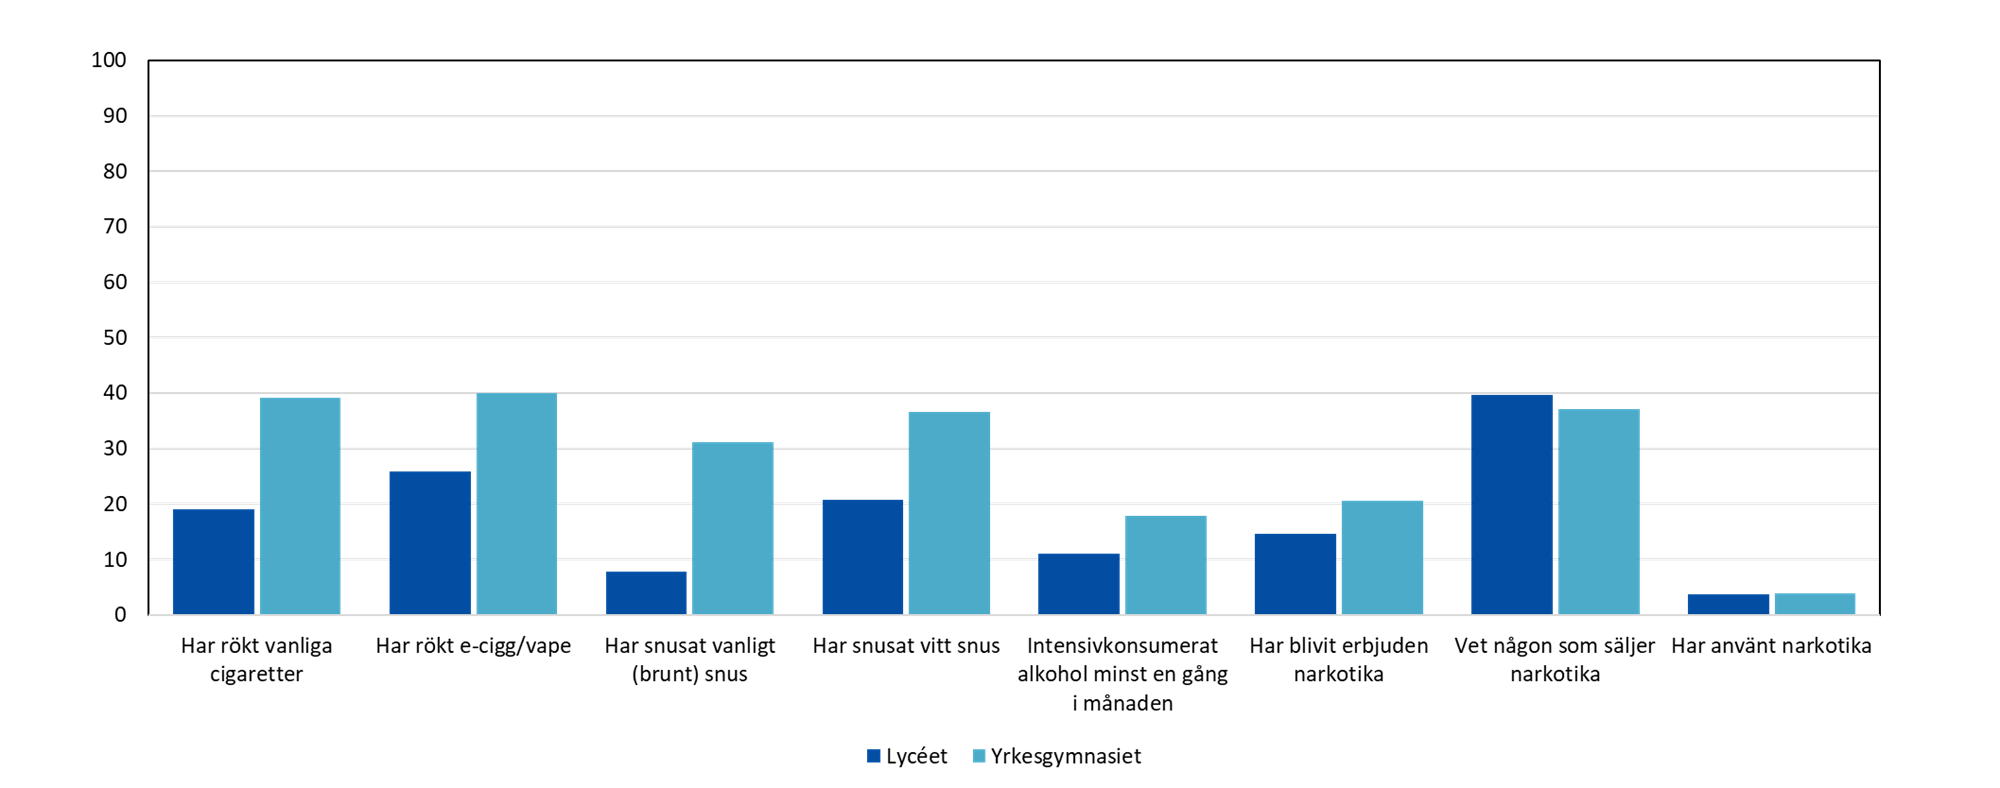 100
90
80
70
60
50
40
30
20
10
0
Har rökt vanliga
cigaretter
Har rökt e-cigg/vape
Har snusat vanligt
(brunt) snus
Har snusat vitt snus
Intensivkonsumerat
alkohol minst en gång
i månaden
Har blivit erbjuden
narkotika
Vet någon som säljer
narkotika
Har använt narkotika
Lycéet
Yrkesgymnasiet